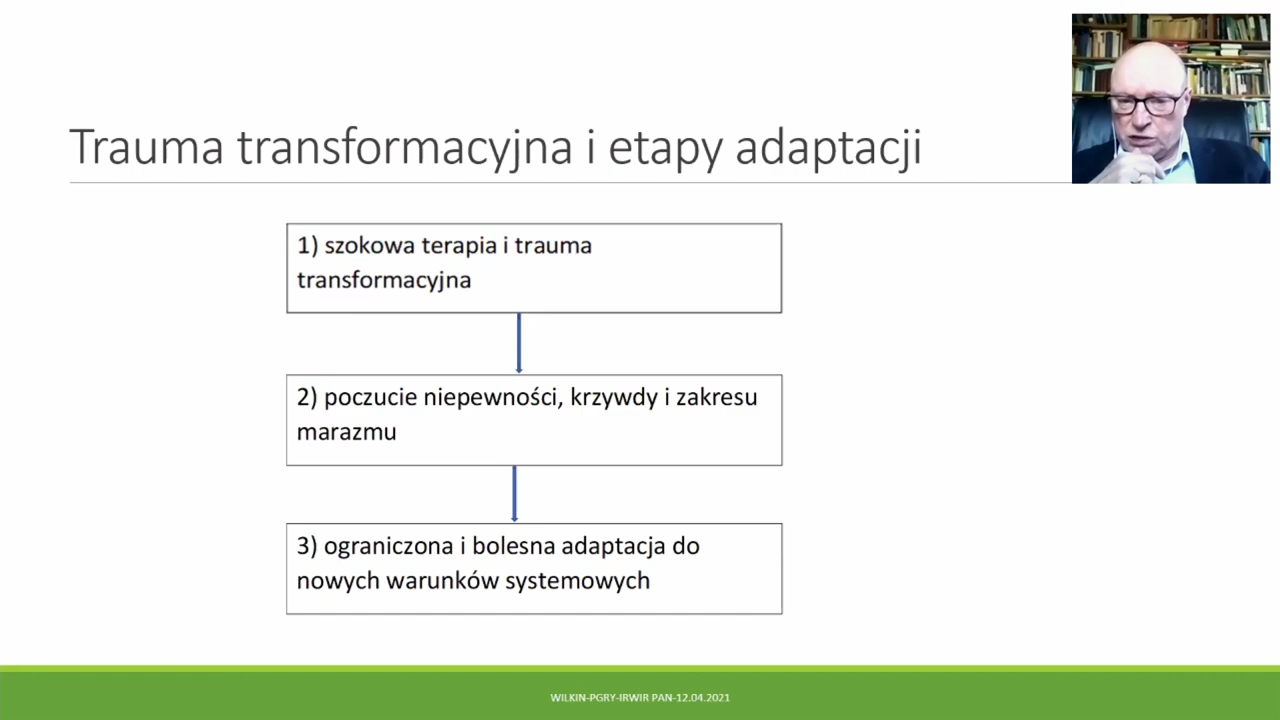 Trauma transformacyjna i etapy adaptacji
1) szokowa terapia i trauma
transformacyjna
2) poczucie niepewności, krzywdy i zakresu
marazmu
3) ograniczona i bolesna adaptacja do
nowych warunków systemowych
WILKIN-PGRY-IRWIR PAN-12.04.2021